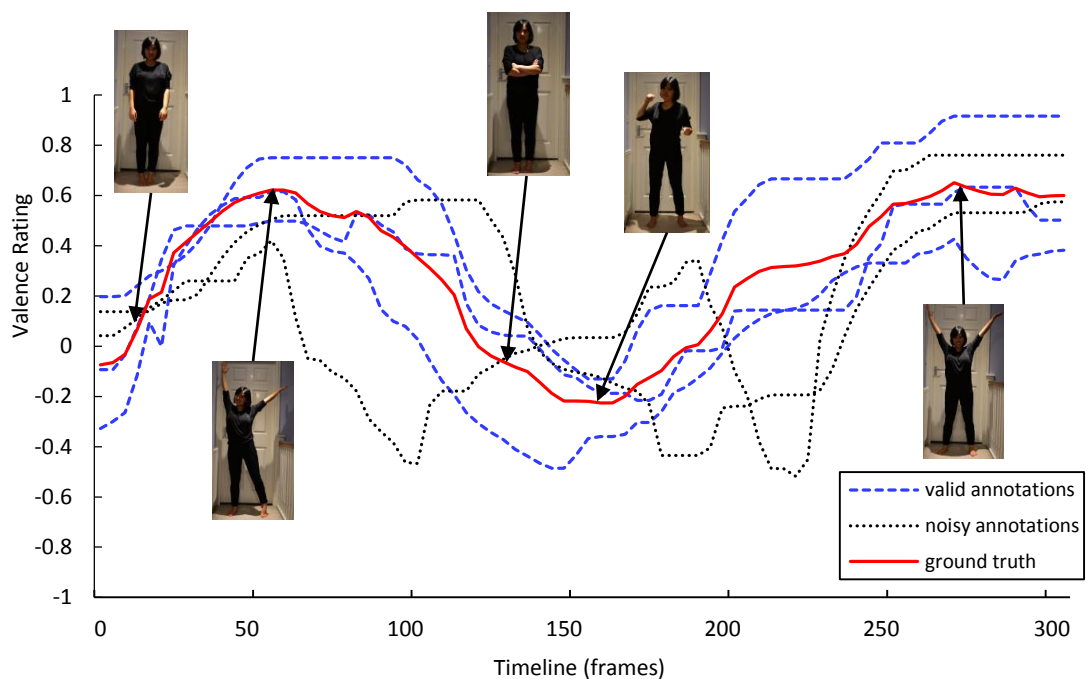 1
0.8
0.6
0.4
0.2
0
-0.2
-0.4
-0.6
-0.8
-1
Valence Rating
0 50 100 150 200 250 300
Timeline (frames)
valid annotations
noisy annotations
ground truth